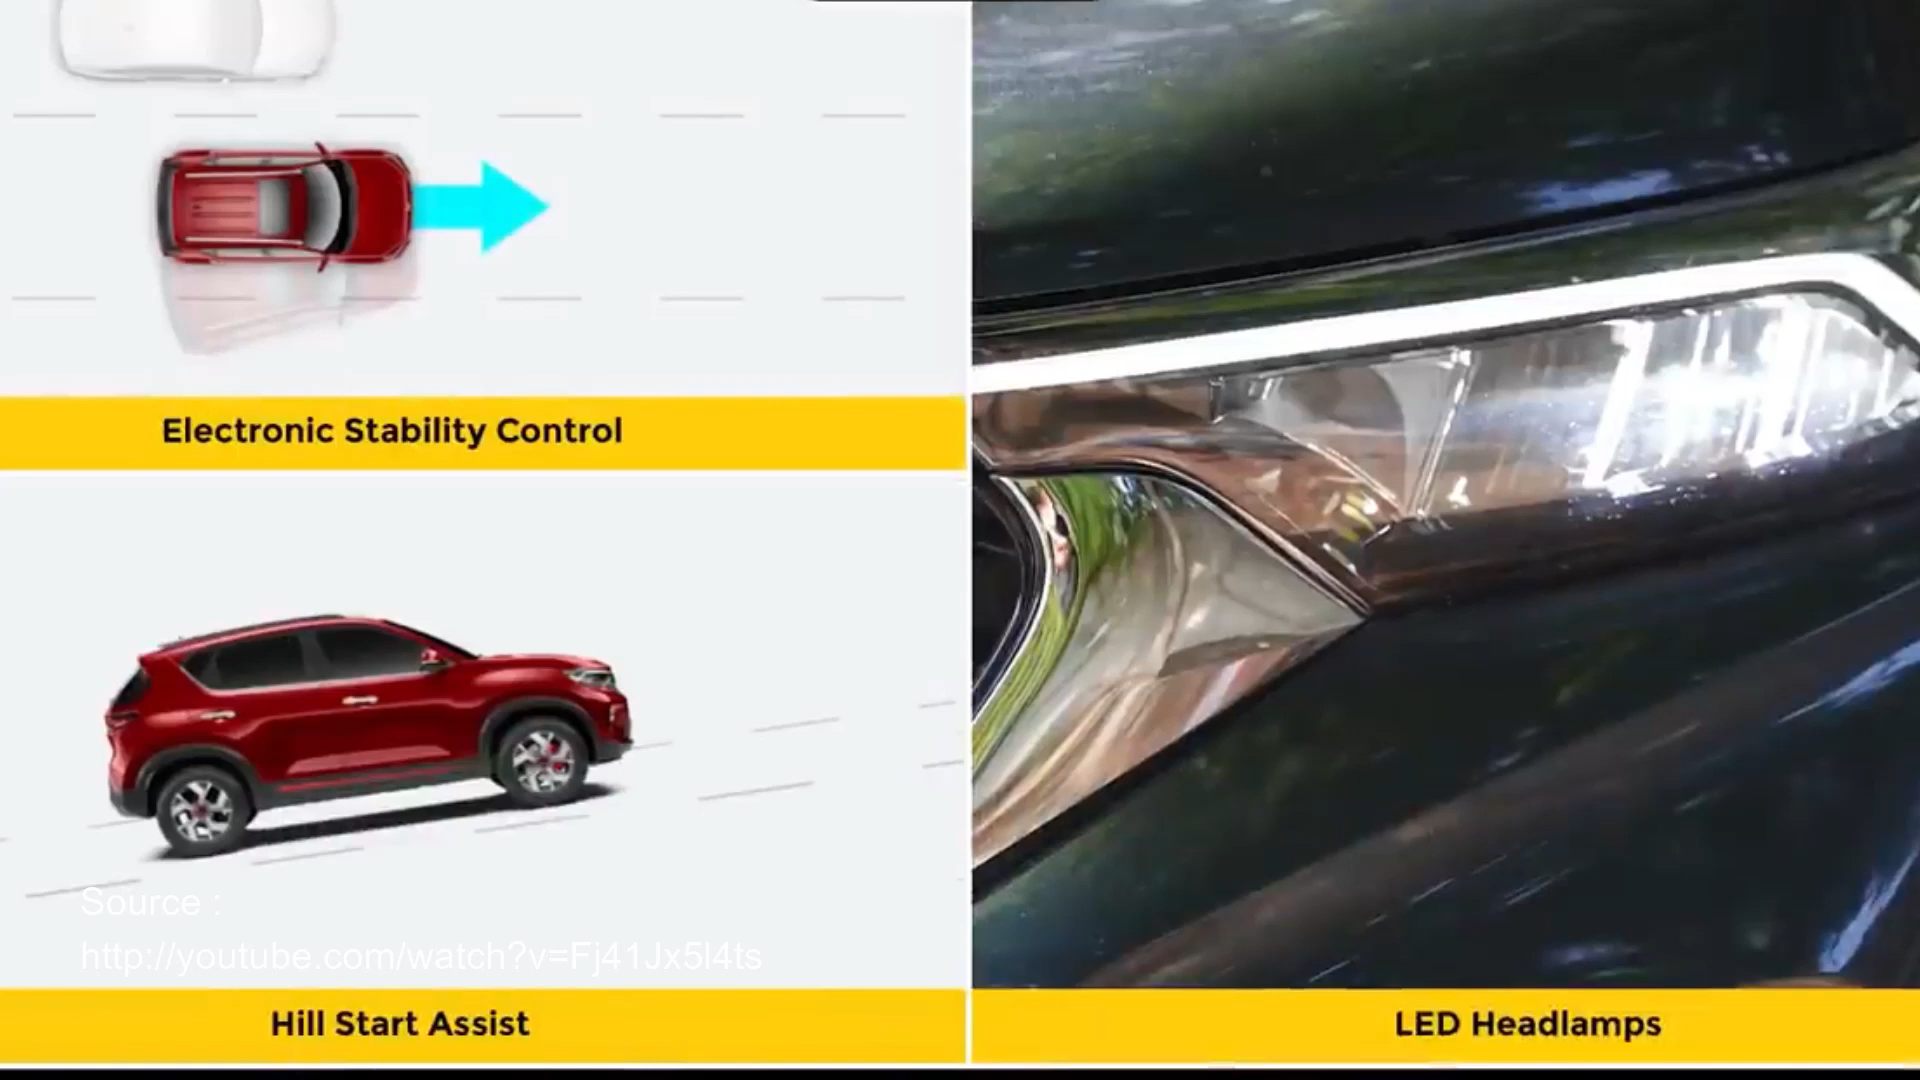 Electronic Stability Control
Source :
http://youtube.com/watch?v=Fj41Jx5l4ts
Hill Start Assist
LED Headlamps